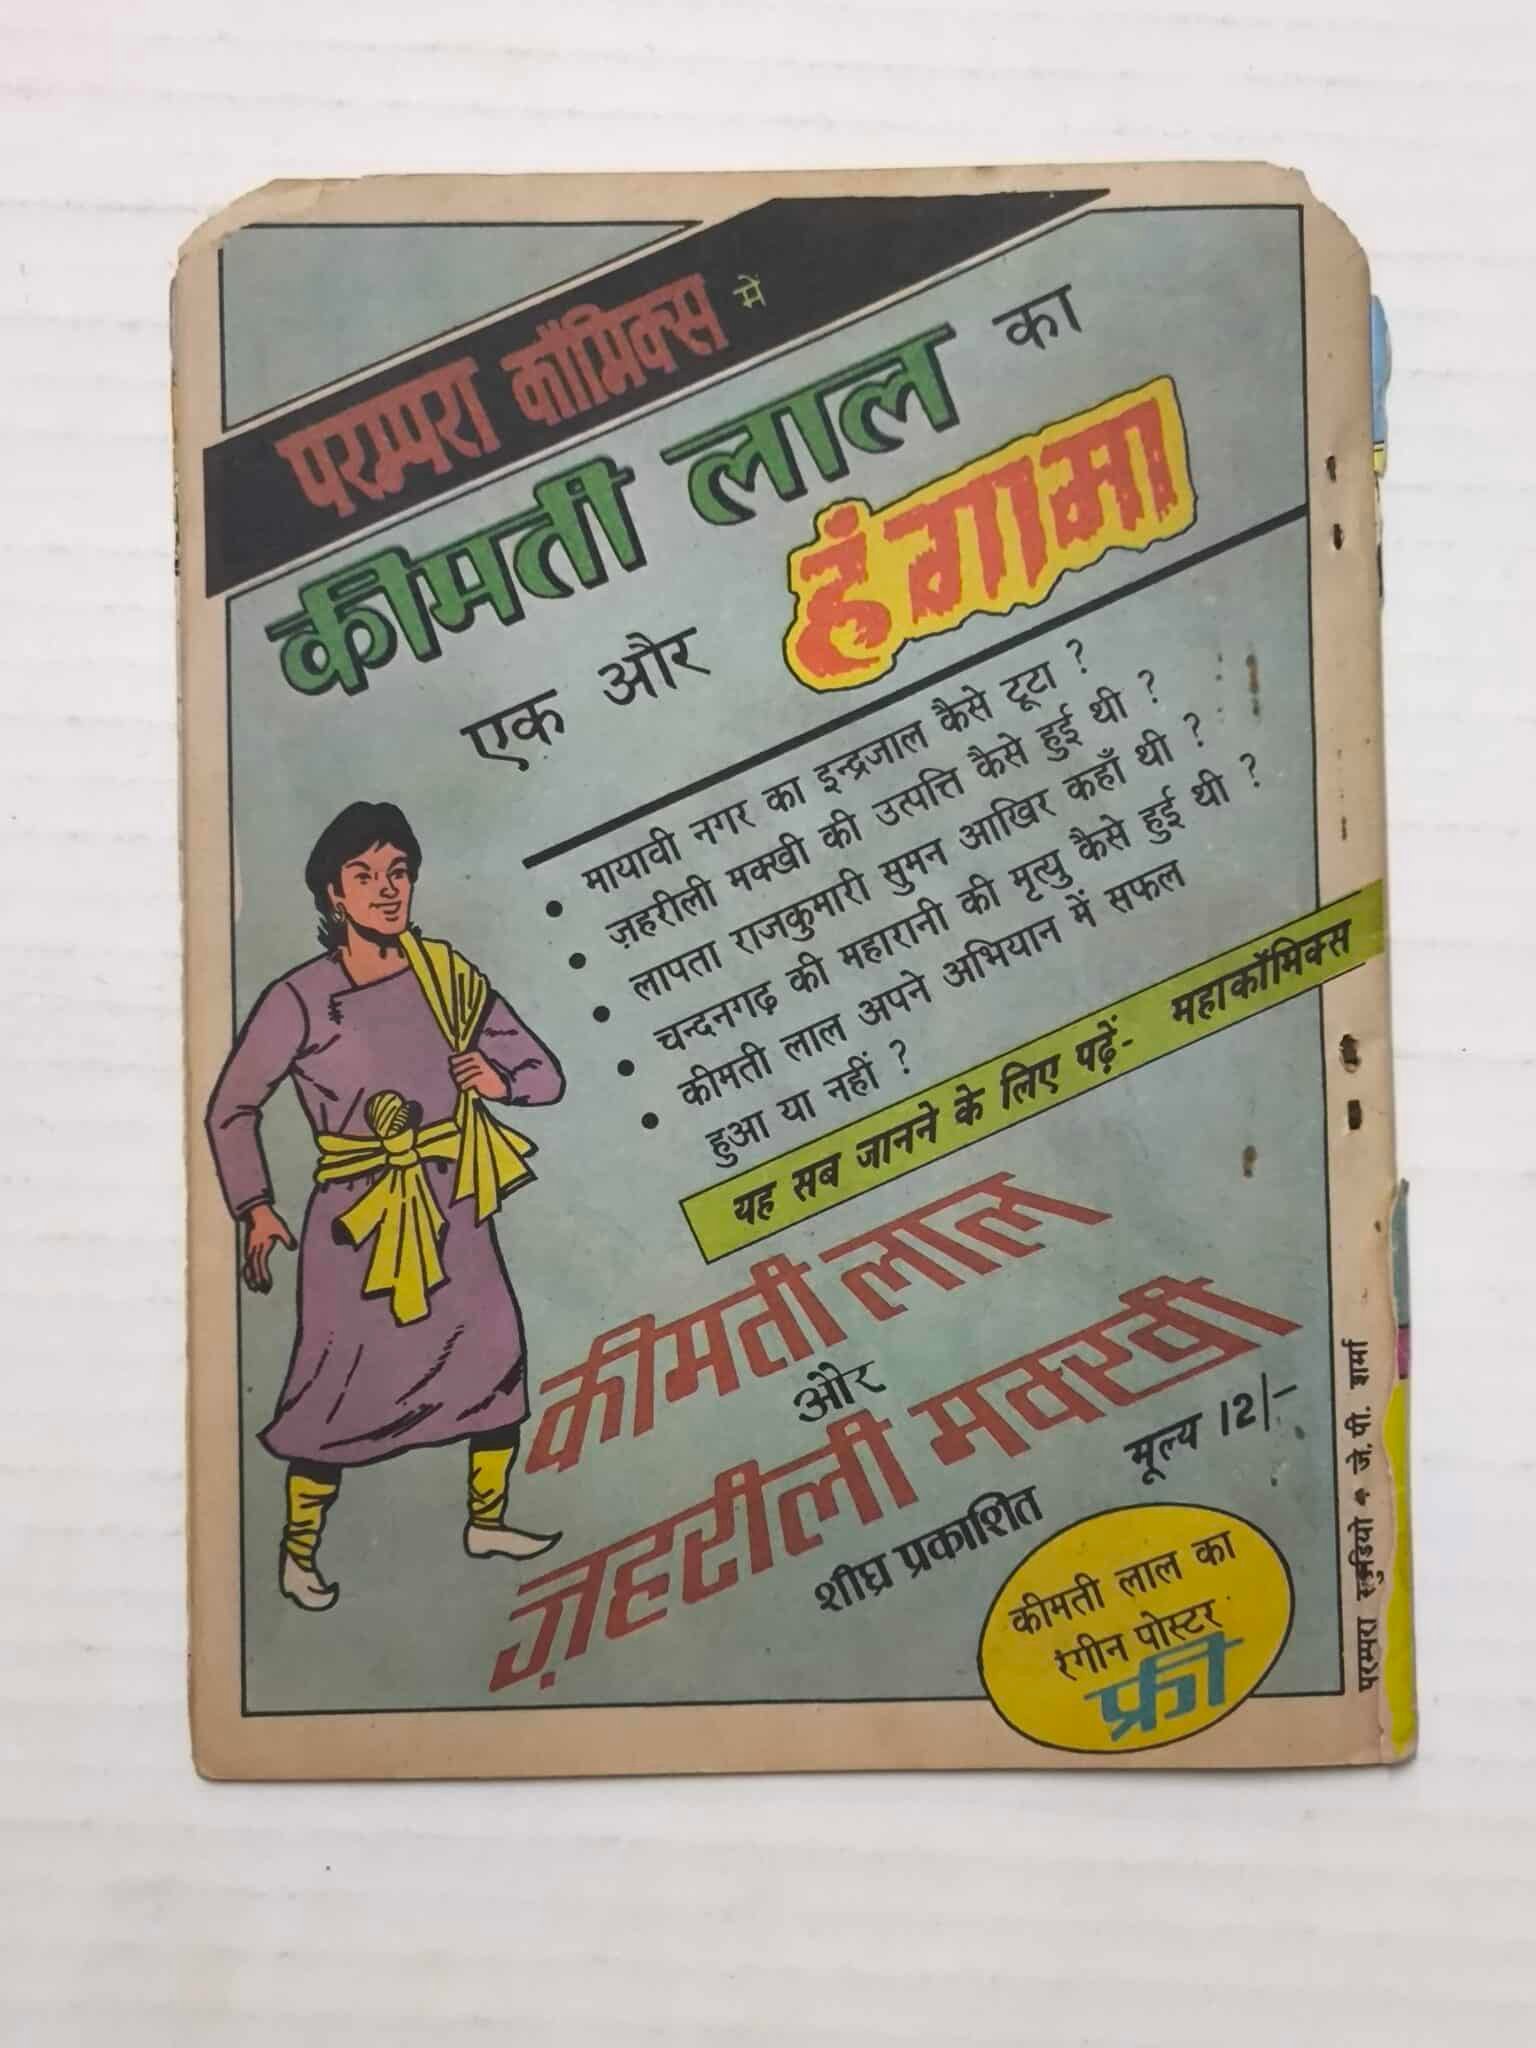 परम्परा कॉमिक्स में
कीमती लाल का
एक और हंगामा
• मायावी नगर का इन्द्रजाल कैसे टूटा ?
• ज़हरीली मक्खी की उत्पत्ति कैसे हुई थी ?
• लापता राजकुमारी सुमन आखिर कहाँ थी ?
• चन्दनगढ़ की महारानी की मृत्यु कैसे हुई थी ?
• कीमती लाल अपने अभियान में सफल
हुआ या नहीं ?
यह सब जानने के लिए पढ़ें- महाकॉमिक्स
कीमती लाल
और
ज़हरीली मक्खी
शीघ्र प्रकाशित मूल्य 12/-
कीमती लाल का
रंगीन पोस्टर
फ्री
परम्परा स्टुडियो जे. पी. शर्मा